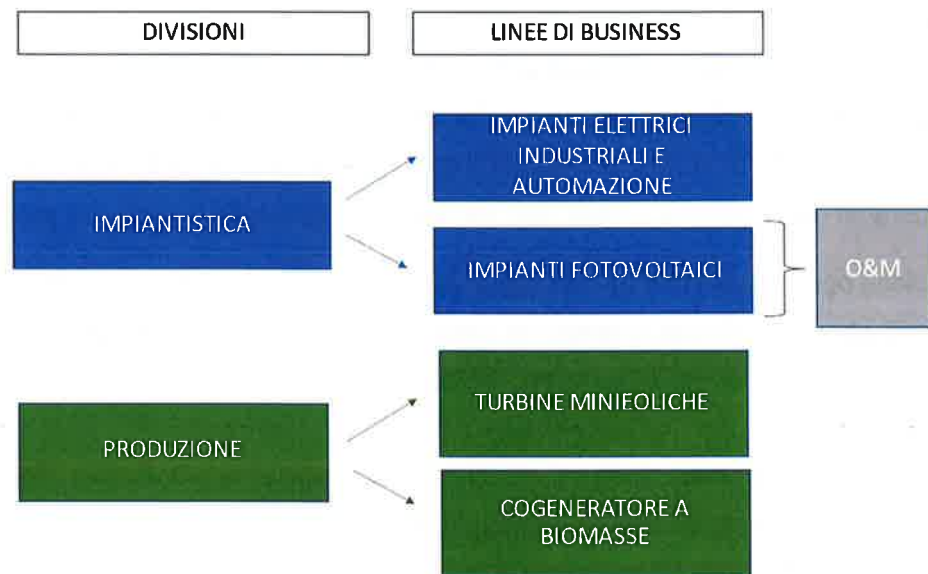 DIVISIONI
LINEE DI BUSINESS
IMPIANTI ELETTRICI
INDUSTRIALI E
AUTOMAZIONE
IMPIANTISTICA
IMPIANTI FOTOVOLTAICI
O&M
TURBINE MINIEOLICHE
PRODUZIONE
COGENERATORE A
BIOMASSE